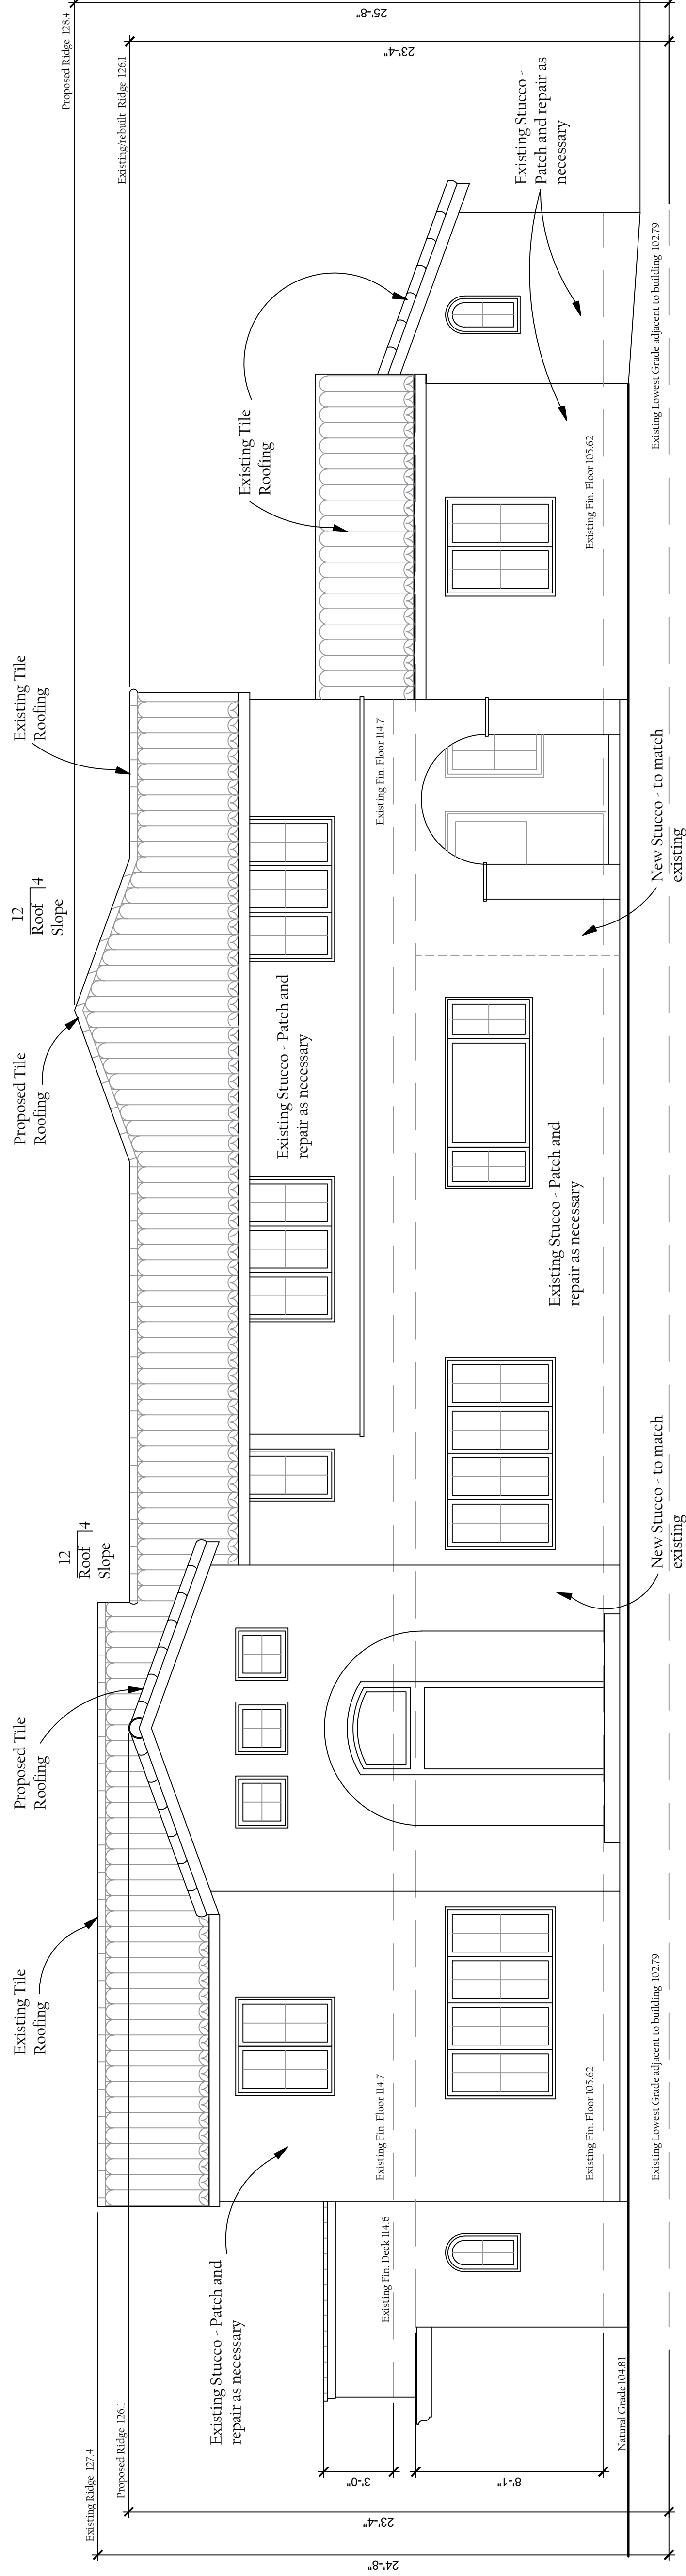 Existing Ridge 127.4
Proposed Ridge 126.1
24'-8"
23'-4"
3'-0"
8'-1"
Natural Grade 104.81
Existing Stucco - Patch and
repair as necessary
Existing Fin. Deck 114.6
Existing Tile
Roofing
Existing Fin. Floor 114.7
Existing Fin. Floor 105.62
Existing Lowest Grade adjacent to building 102.79
Proposed Tile
Roofing
12
Roof 4
Slope
New Stucco - to match
existing
Existing Stucco - Patch and
repair as necessary
Existing Stucco - Patch and
repair as necessary
Proposed Tile
Roofing
12
Roof 4
Slope
New Stucco - to match
existing
Existing Tile
Roofing
Existing Fin. Floor 114.7
Existing Tile
Roofing
Existing Fin. Floor 105.62
Existing Lowest Grade adjacent to building 102.79
Existing Stucco -
Patch and repair as
necessary
Proposed Ridge 128.4
Existing/rebuilt Ridge 126.1
25'-8"
23'-4"